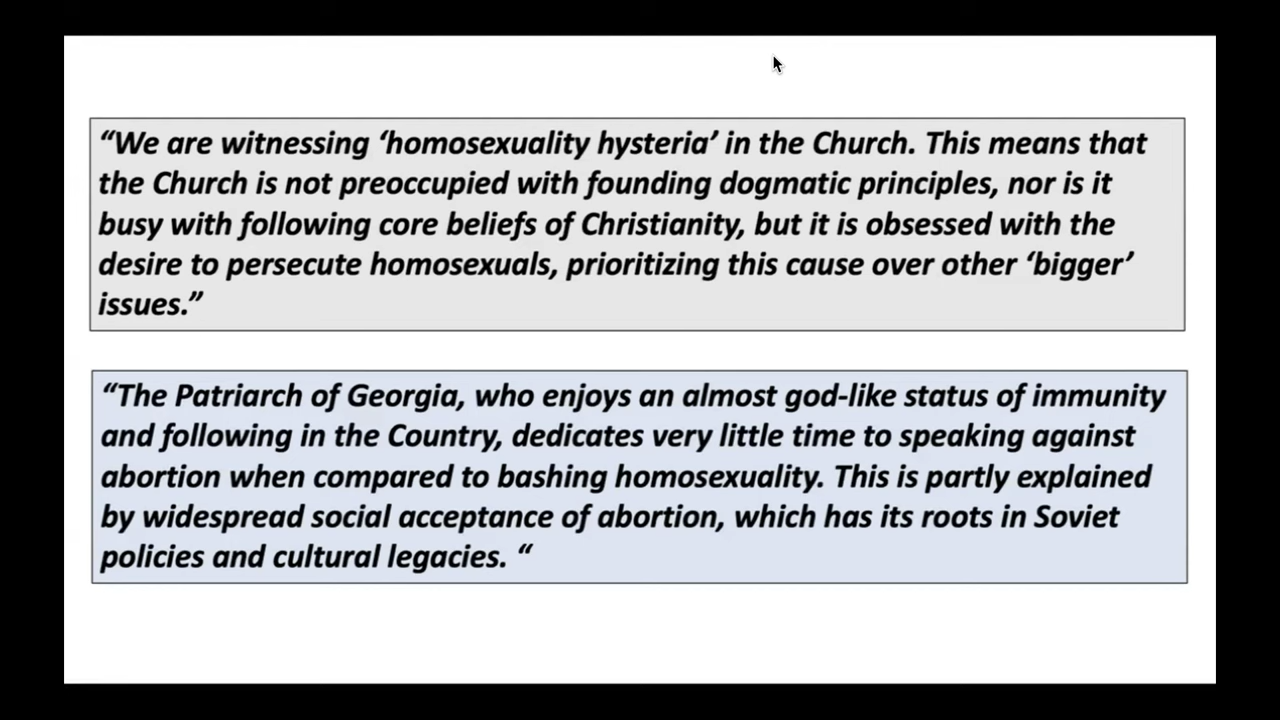 “We are witnessing ‘homosexuality hysteria’ in the Church. This means that
the Church is not preoccupied with founding dogmatic principles, nor is it
busy with following core beliefs of Christianity, but it is obsessed with the
desire to persecute homosexuals, prioritizing this cause over other ‘bigger’
issues.”
“The Patriarch of Georgia, who enjoys an almost god-like status of immunity
and following in the Country, dedicates very little time to speaking against
abortion when compared to bashing homosexuality. This is partly explained
by widespread social acceptance of abortion, which has its roots in Soviet
policies and cultural legacies. “